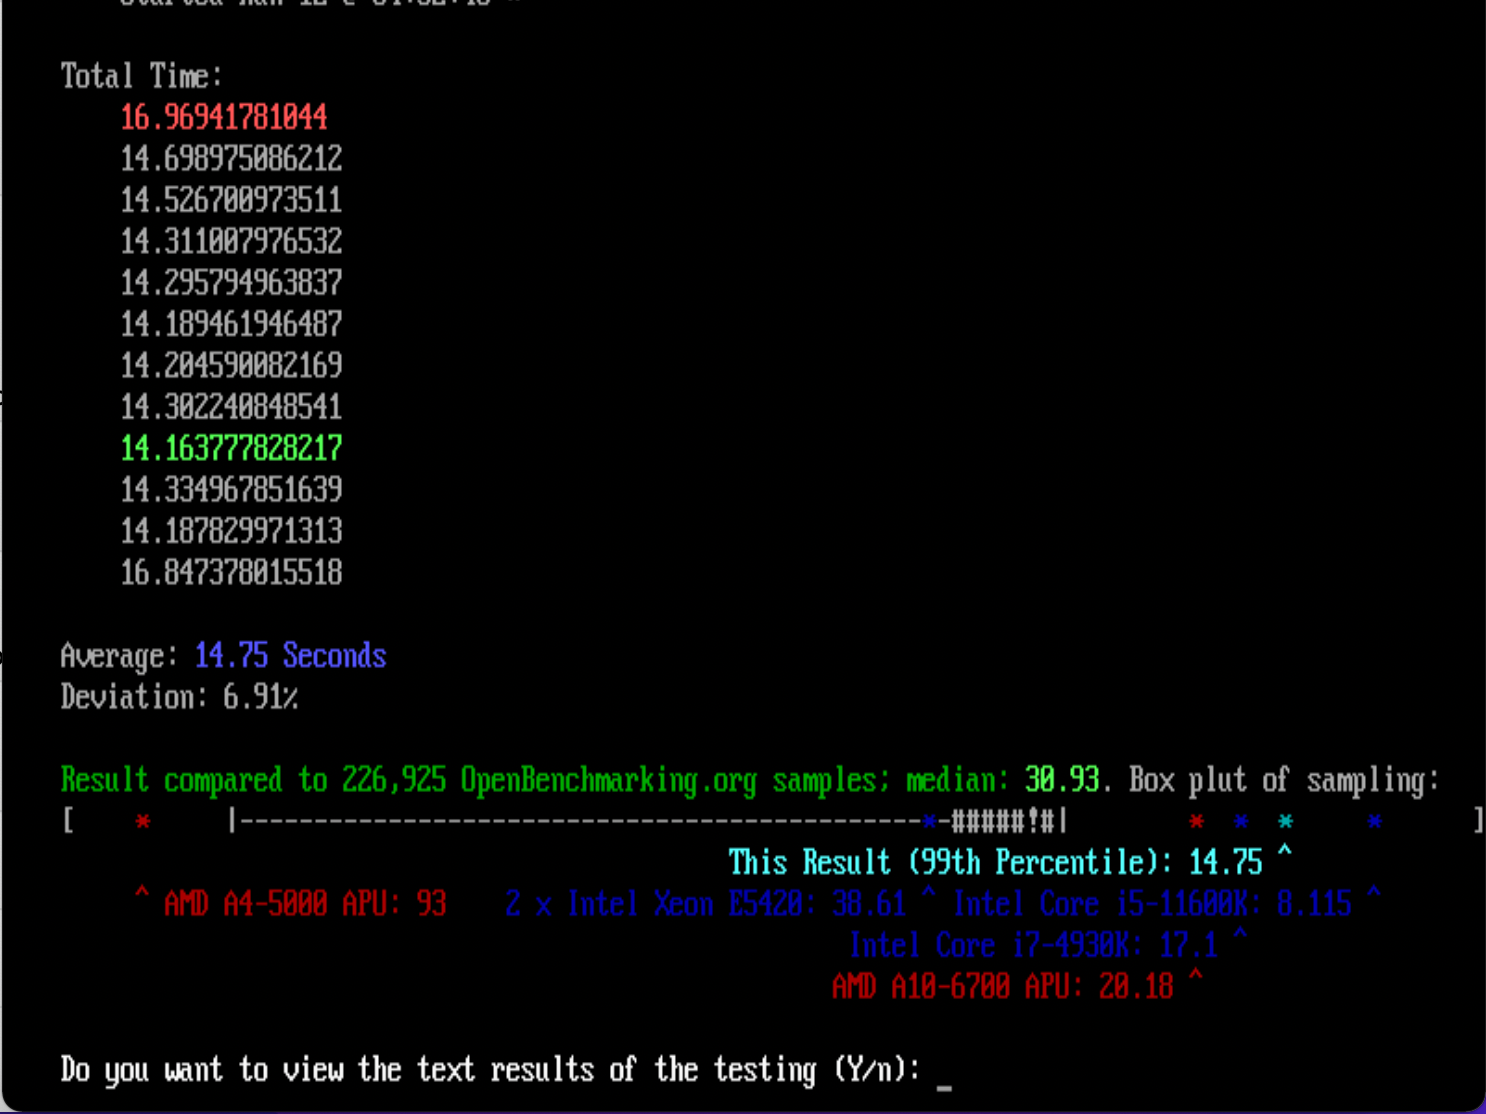 Total Time:
16.96941781044
14.698975086212
14.526700973511
14.311007976532
14.295794963837
14.189461946487
14.204590082169
14.302240848541
14.163777828217
14.334967851639
14.187829971313
16.847378015518
Average: 14.75 Seconds
Deviation: 6.91%
Result compared to 226,925 OpenBenchmarking.org samples; median: 30.93. Box plut of sampling:
[    *     |----------------------------------------------*-#####!#|        *  *  *     *      ]
This Result (99th Percentile): 14.75 ^
^ AMD A4-5000 APU: 93    2 x Intel Xeon E5420: 38.61 ^ Intel Core i5-11600K: 8.115 ^
Intel Core i7-4930K: 17.1 ^
AMD A10-6700 APU: 20.18 ^
Do you want to view the text results of the testing (Y/n): _